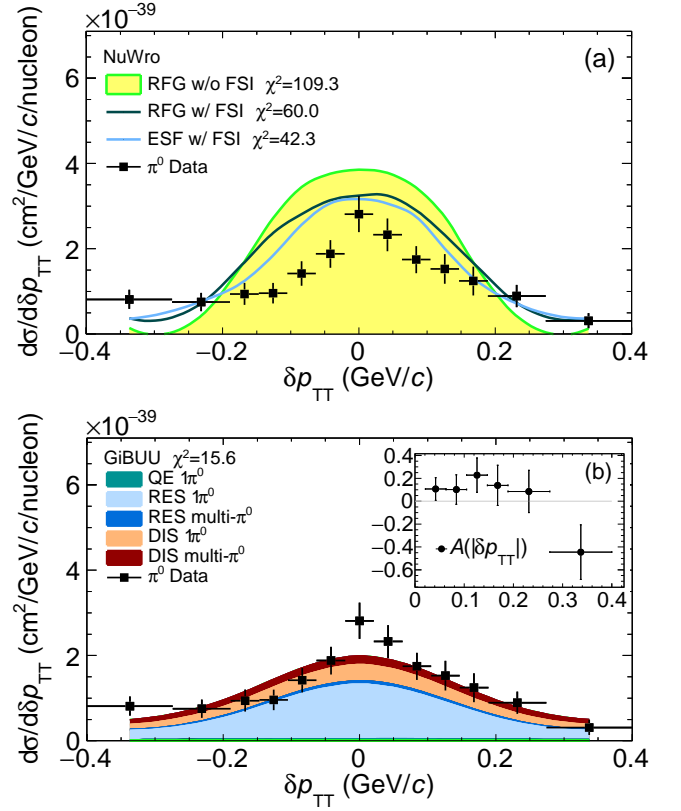 ×10⁻³⁹
6
4
2
0
dσ/dδp_TT (cm²/GeV/c/nucleon)
(a)
NuWro
RFG w/o FSI χ²=109.3
RFG w/ FSI χ²=60.0
ESF w/ FSI χ²=42.3
π⁰ Data
−0.4 −0.2 0 0.2 0.4
δp_TT (GeV/c)
×10⁻³⁹
6
4
2
0
dσ/dδp_TT (cm²/GeV/c/nucleon)
GiBUU χ²=15.6
QE 1π⁰
RES 1π⁰
RES multi-π⁰
DIS 1π⁰
DIS multi-π⁰
π⁰ Data
(b)
0.4
0.2
0
−0.2
−0.4
−0.6
A(|δp_TT|)
0 0.1 0.2 0.3 0.4
−0.4 −0.2 0 0.2 0.4
δp_TT (GeV/c)